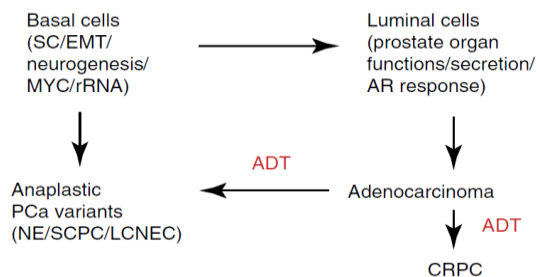 Basal cells
(SC/EMT/
neurogenesis/
MYC/rRNA)
Luminal cells
(prostate organ
functions/secretion/
AR response)
ADT
Anaplastic
PCa variants
(NE/SCPC/LCNEC)
Adenocarcinoma
ADT
CRPC